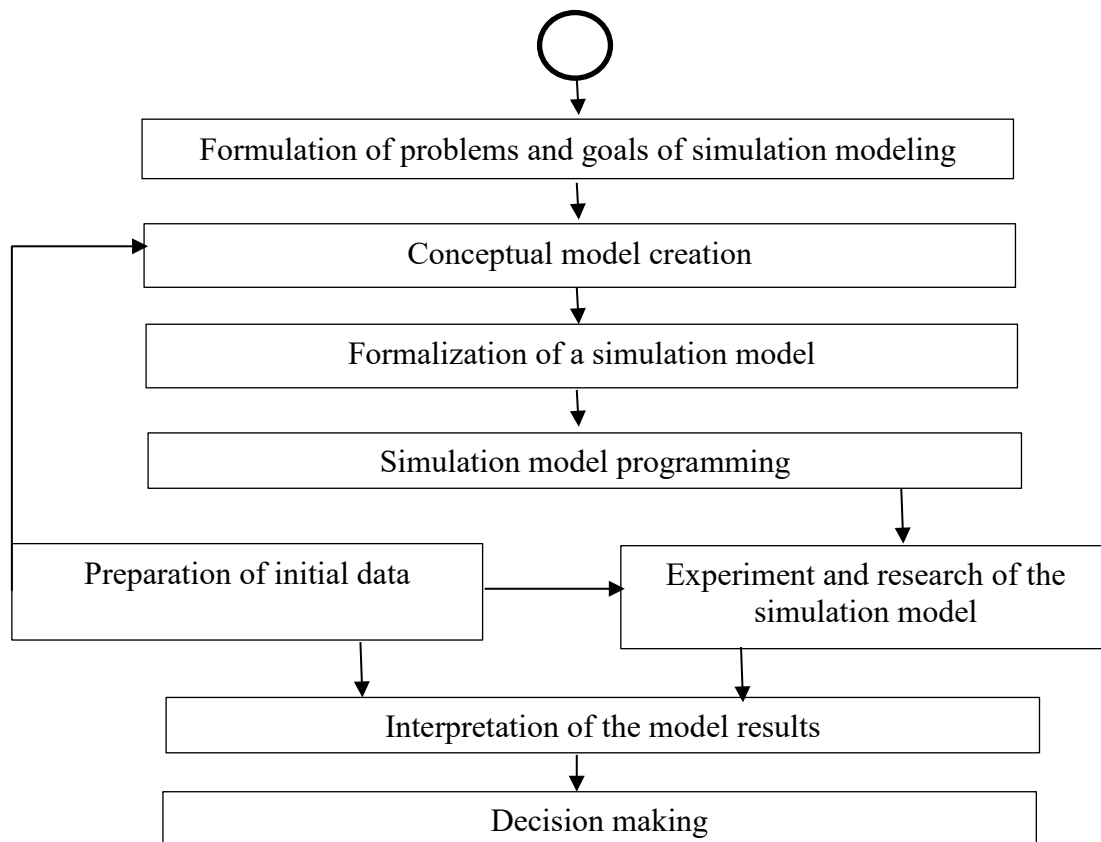 Formulation of problems and goals of simulation modeling
Conceptual model creation
Formalization of a simulation model
Simulation model programming
Preparation of initial data
Experiment and research of the
simulation model
Interpretation of the model results
Decision making